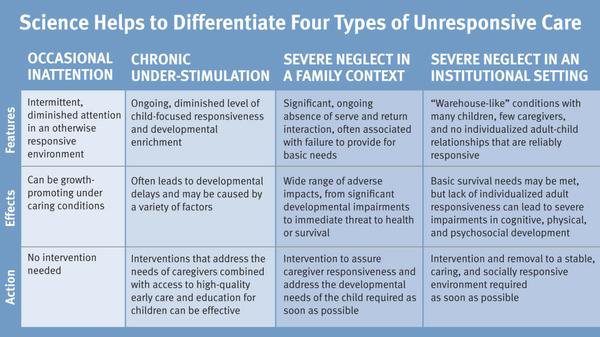 Science Helps to Differentiate Four Types of Unresponsive Care
OCCASIONAL
INATTENTION
CHRONIC
UNDER-STIMULATION
SEVERE NEGLECT IN
A FAMILY CONTEXT
SEVERE NEGLECT IN AN
INSTITUTIONAL SETTING
Features
Intermittent,
diminished attention
in an otherwise
responsive
environment
Ongoing, diminished level of
child-focused responsiveness
and developmental
enrichment
Significant, ongoing
absence of serve and return
interaction, often associated
with failure to provide for
basic needs
“Warehouse-like” conditions with
many children, few caregivers,
and no individualized adult-child
relationships that are reliably
responsive
Effects
Can be growth-
promoting under
caring conditions
Often leads to developmental
delays and may be caused by
a variety of factors
Wide range of adverse
impacts, from significant
developmental impairments
to immediate threat to health
or survival
Basic survival needs may be met,
but lack of individualized adult
responsiveness can lead to severe
impairments in cognitive, physical,
and psychosocial development
Action
No intervention
needed
Interventions that address the
needs of caregivers combined
with access to high-quality
early care and education for
children can be effective
Intervention to assure
caregiver responsiveness and
address the developmental
needs of the child required as
soon as possible
Intervention and removal to a stable,
caring, and socially responsive
environment required
as soon as possible